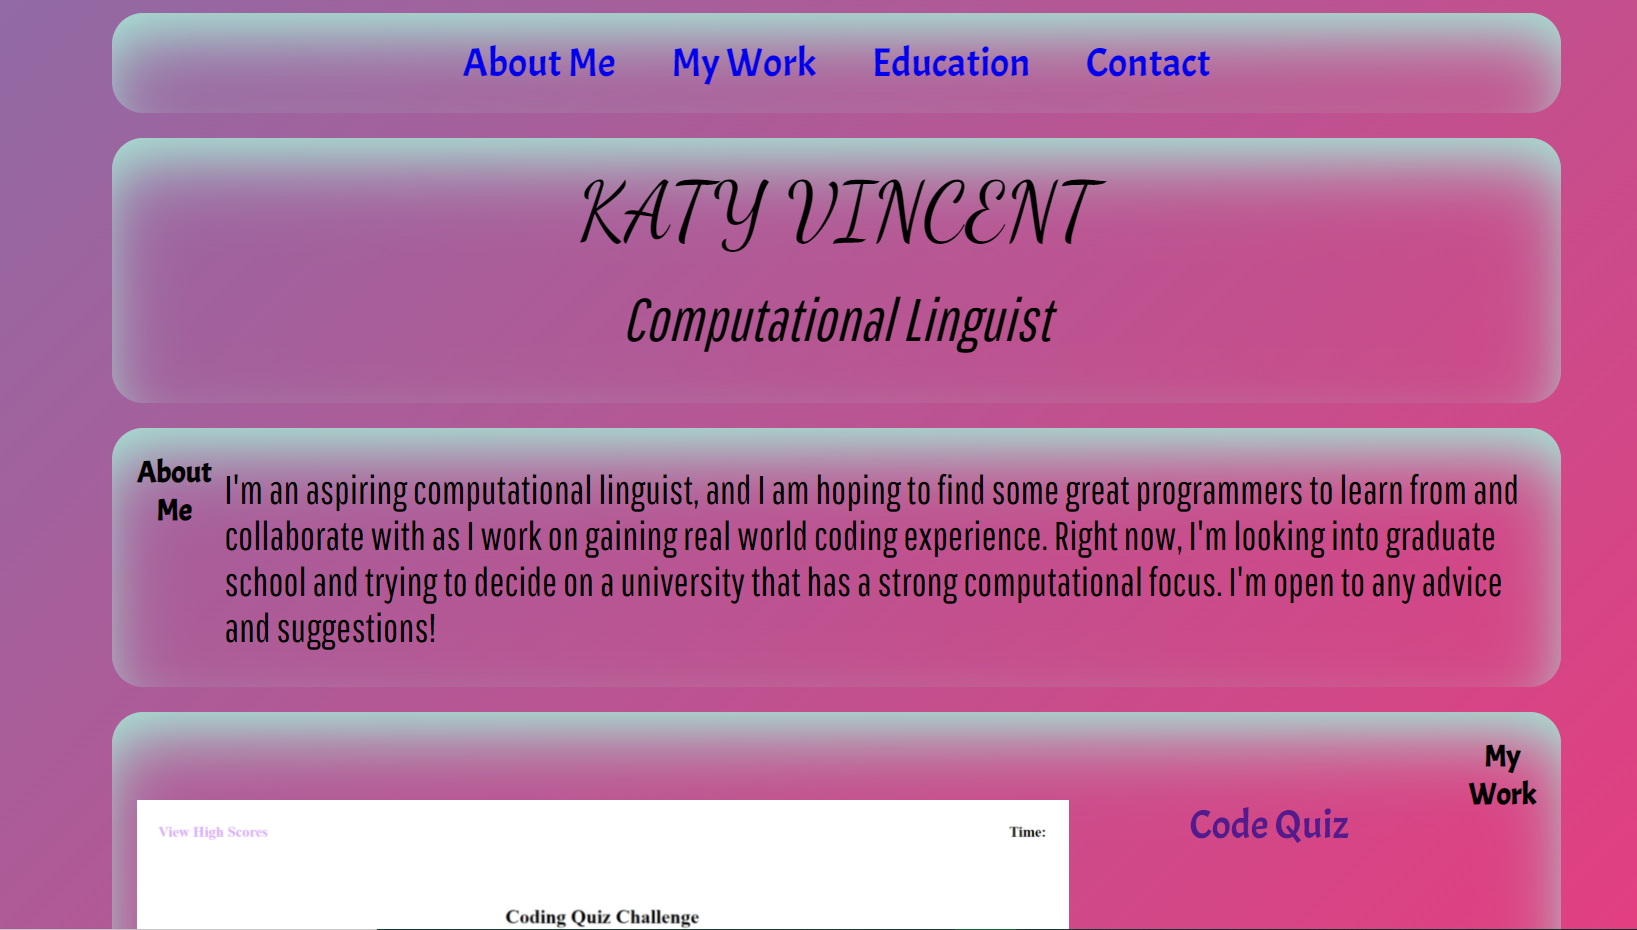 About Me My Work Education Contact
KATY VINCENT
Computational Linguist
About
Me
I'm an aspiring computational linguist, and I am hoping to find some great programmers to learn from and
collaborate with as I work on gaining real world coding experience. Right now, I'm looking into graduate
school and trying to decide on a university that has a strong computational focus. I'm open to any advice
and suggestions!
My
Work
Code Quiz
View High Scores Time:
Coding Quiz Challenge